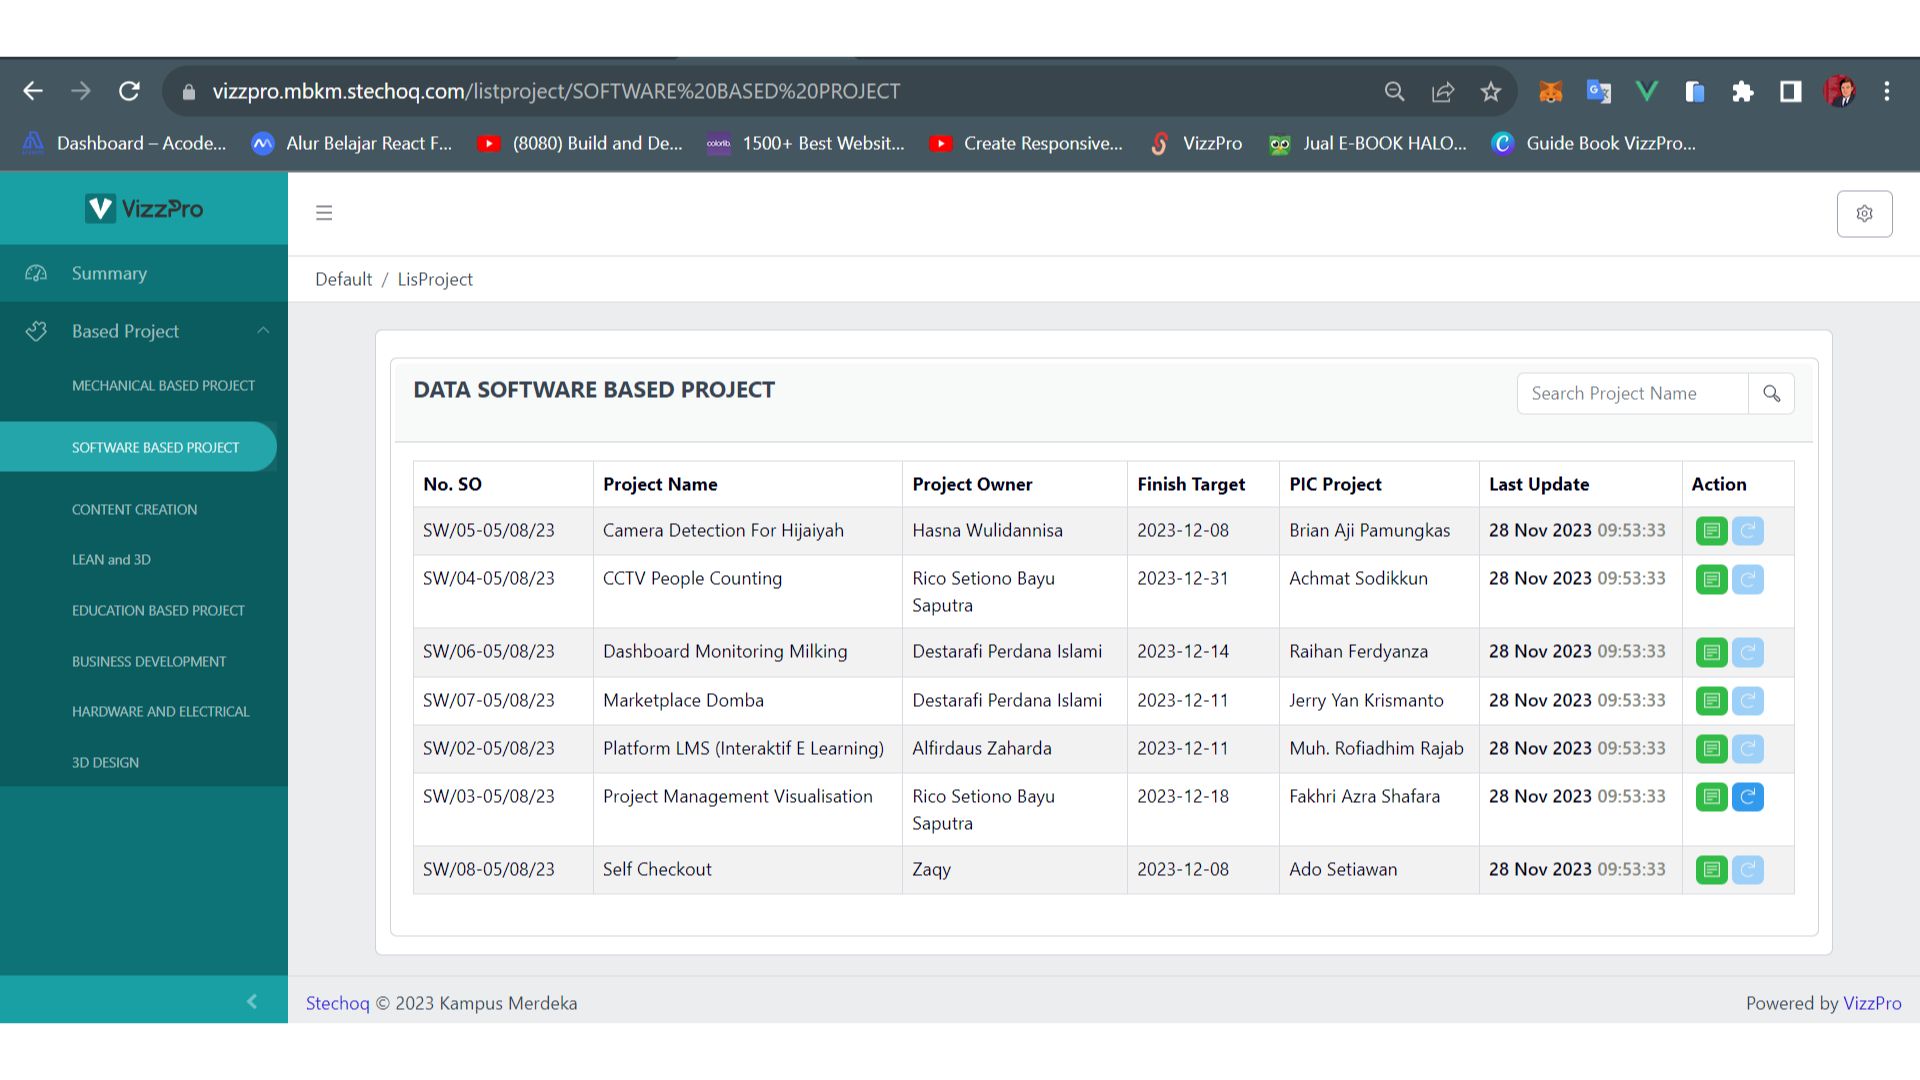 vizzpro.mbkm.stechoq.com/listproject/SOFTWARE%20BASED%20PROJECT
Dashboard – Acode... Alur Belajar React F... (8080) Build and De... colorlib. 1500+ Best Websit... Create Responsive... VizzPro Jual E-BOOK HALO... Guide Book VizzPro...
VizzPro
Summary
Based Project
MECHANICAL BASED PROJECT
SOFTWARE BASED PROJECT
CONTENT CREATION
LEAN and 3D
EDUCATION BASED PROJECT
BUSINESS DEVELOPMENT
HARDWARE AND ELECTRICAL
3D DESIGN
Default / LisProject
DATA SOFTWARE BASED PROJECT
Search Project Name
No. SO Project Name Project Owner Finish Target PIC Project Last Update Action
SW/05-05/08/23 Camera Detection For Hijaiyah Hasna Wulidannisa 2023-12-08 Brian Aji Pamungkas 28 Nov 2023 09:53:33
SW/04-05/08/23 CCTV People Counting Rico Setiono Bayu 2023-12-31 Achmat Sodikkun 28 Nov 2023 09:53:33
Saputra
SW/06-05/08/23 Dashboard Monitoring Milking Destarafi Perdana Islami 2023-12-14 Raihan Ferdyanza 28 Nov 2023 09:53:33
SW/07-05/08/23 Marketplace Domba Destarafi Perdana Islami 2023-12-11 Jerry Yan Krismanto 28 Nov 2023 09:53:33
SW/02-05/08/23 Platform LMS (Interaktif E Learning) Alfirdaus Zaharda 2023-12-11 Muh. Rofiadhim Rajab 28 Nov 2023 09:53:33
SW/03-05/08/23 Project Management Visualisation Rico Setiono Bayu 2023-12-18 Fakhri Azra Shafara 28 Nov 2023 09:53:33
Saputra
SW/08-05/08/23 Self Checkout Zaqy 2023-12-08 Ado Setiawan 28 Nov 2023 09:53:33
Stechoq © 2023 Kampus Merdeka
Powered by VizzPro